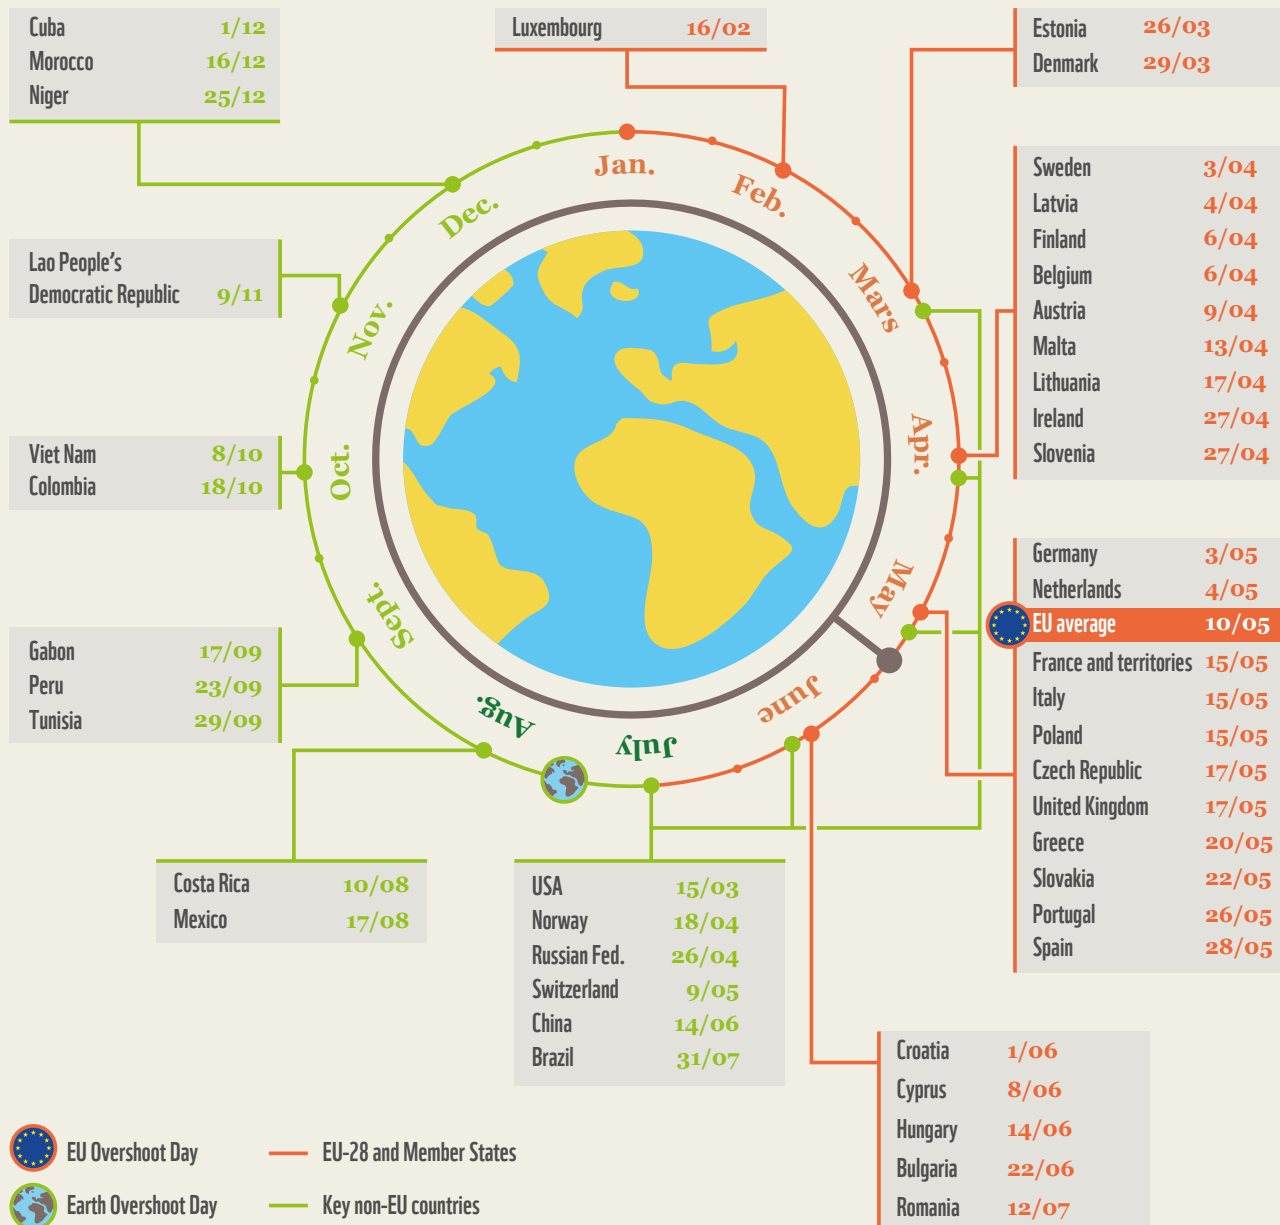 Cuba 1/12
Morocco 16/12
Niger 25/12
Luxembourg 16/02
Estonia 26/03
Denmark 29/03
Sweden 3/04
Latvia 4/04
Finland 6/04
Belgium 6/04
Austria 9/04
Malta 13/04
Lithuania 17/04
Ireland 27/04
Slovenia 27/04
Lao People's
Democratic Republic 9/11
Viet Nam 8/10
Colombia 18/10
Gabon 17/09
Peru 23/09
Tunisia 29/09
Jan.
Feb.
Mars
Apr.
May
June
July
Aug.
Sept.
Oct.
Nov.
Dec.
Germany 3/05
Netherlands 4/05
EU average 10/05
France and territories 15/05
Italy 15/05
Poland 15/05
Czech Republic 17/05
United Kingdom 17/05
Greece 20/05
Slovakia 22/05
Portugal 26/05
Spain 28/05
Costa Rica 10/08
Mexico 17/08
USA 15/03
Norway 18/04
Russian Fed. 26/04
Switzerland 9/05
China 14/06
Brazil 31/07
Croatia 1/06
Cyprus 8/06
Hungary 14/06
Bulgaria 22/06
Romania 12/07
EU Overshoot Day
EU-28 and Member States
Earth Overshoot Day
Key non-EU countries